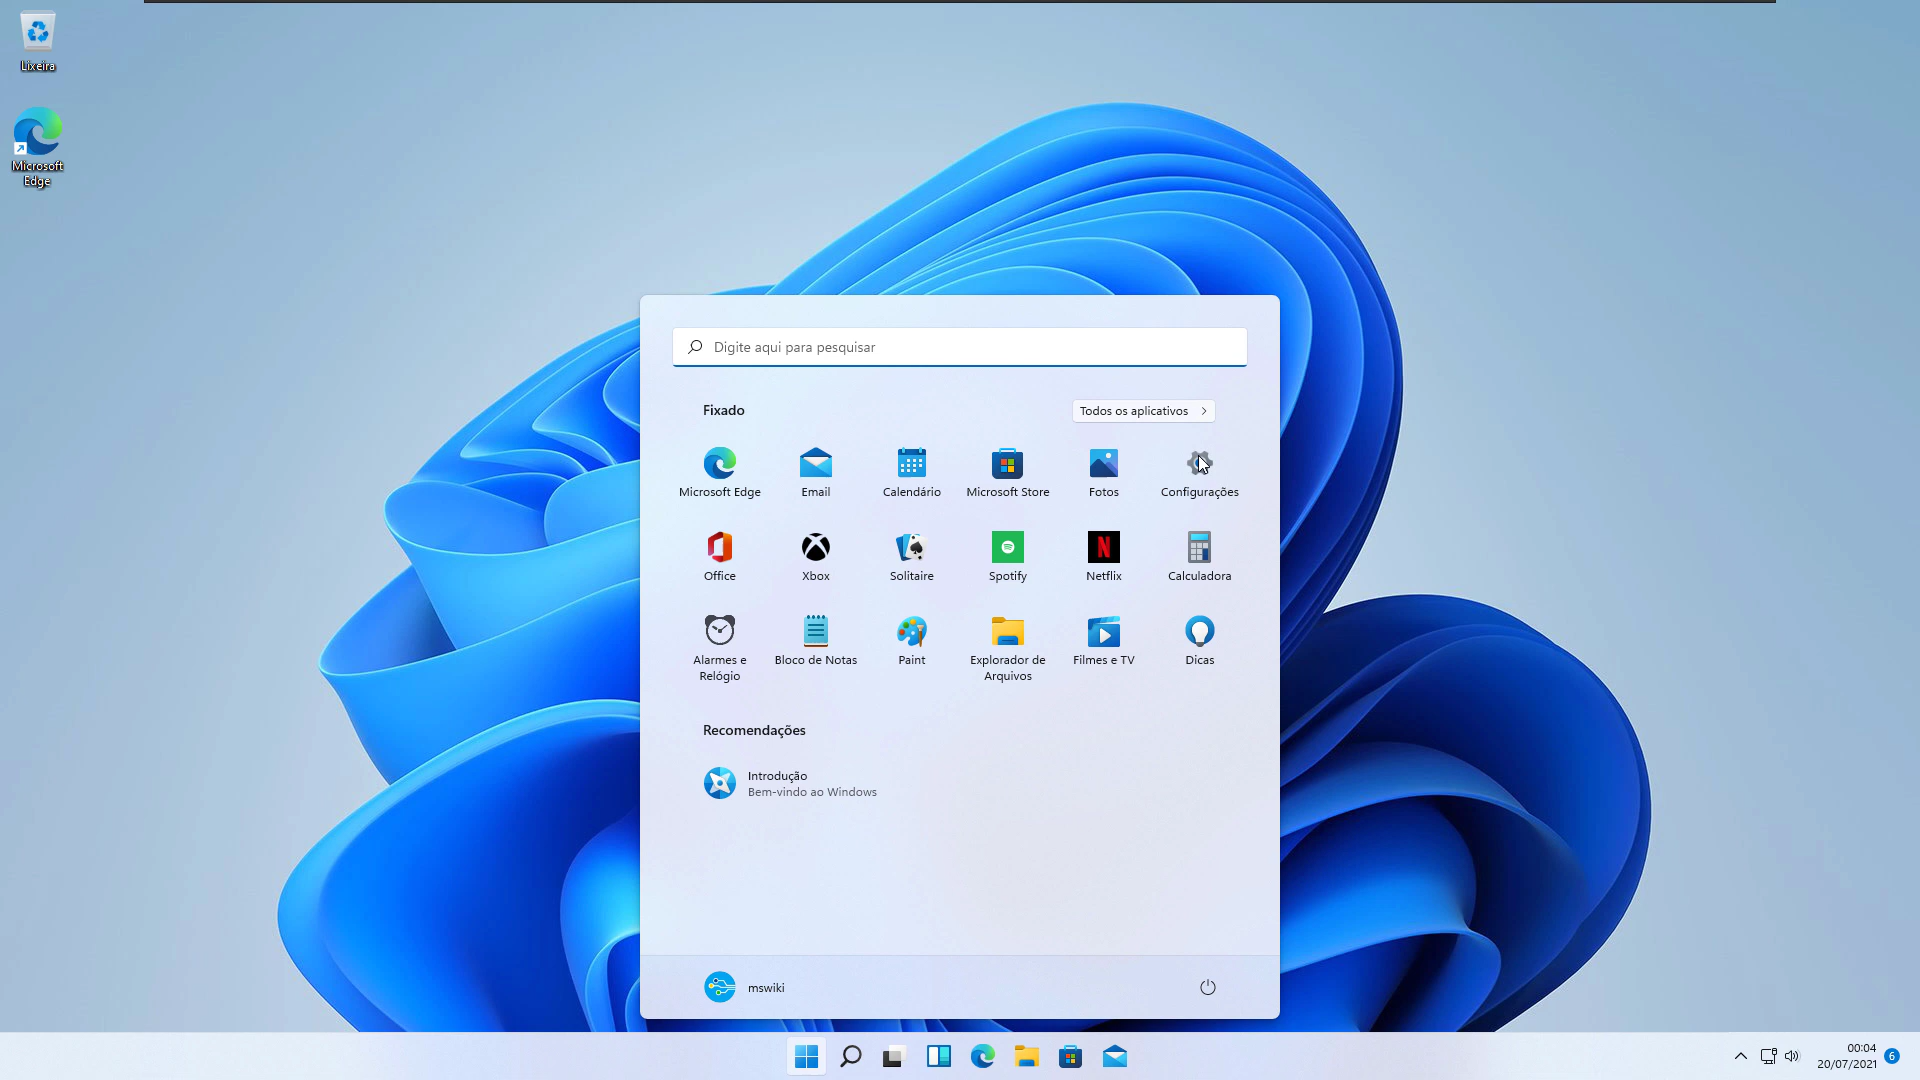 Lixeira
Microsoft
Edge
Digite aqui para pesquisar
Fixado
Todos os aplicativos
Microsoft Edge
Email
Calendário
Microsoft Store
Fotos
Configurações
Office
Xbox
Solitaire
Spotify
Netflix
Calculadora
Alarmes e
Relógio
Bloco de Notas
Paint
Explorador de
Arquivos
Filmes e TV
Dicas
Recomendações
Introdução
Bem-vindo ao Windows
mswiki
00:04
20/07/2021
6